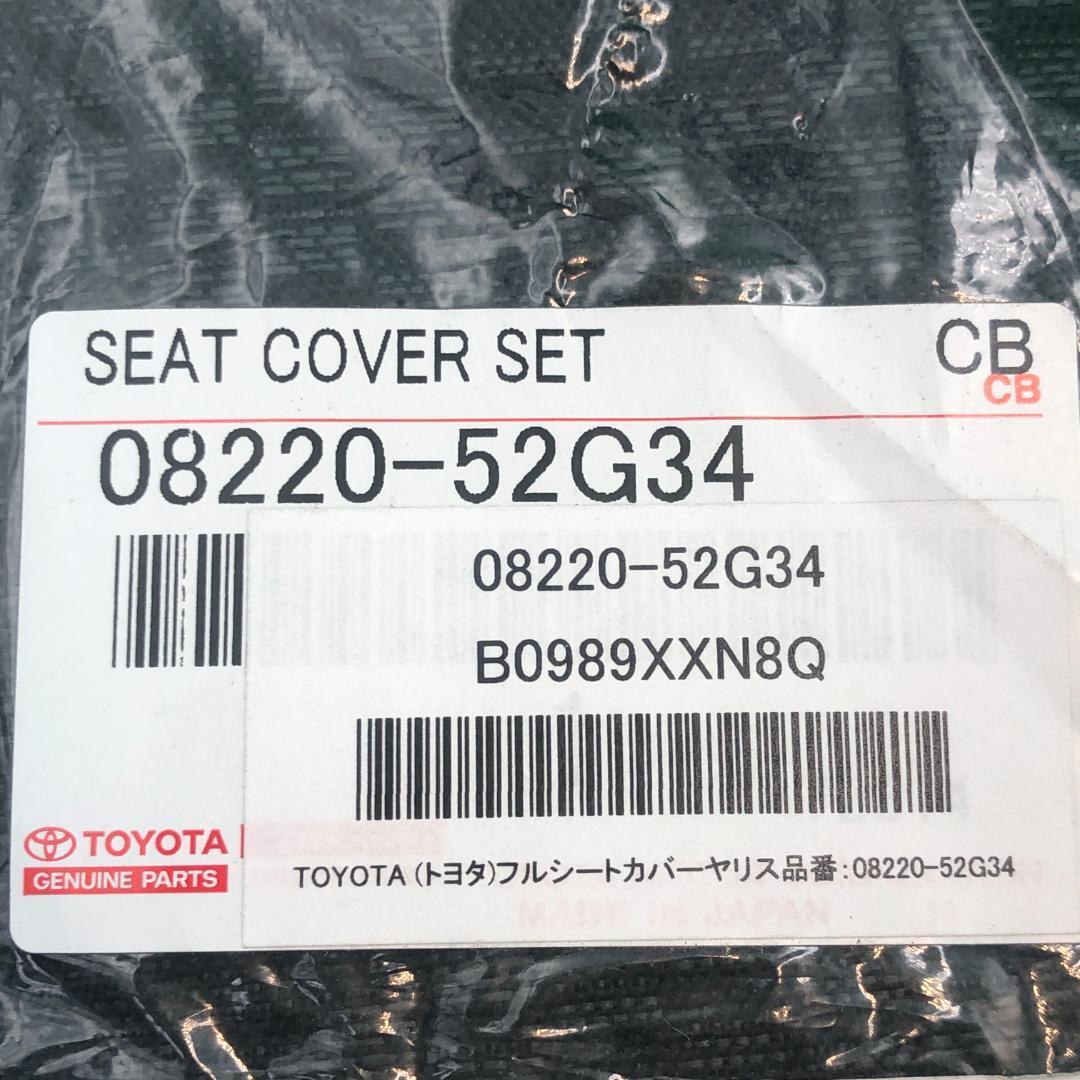 SEAT COVER SET
CB
CB
08220-52G34
08220-52G34
B0989XXN8Q
TOYOTA
GENUINE PARTS
TOYOTA (トヨタ)フルシートカバーヤリス品番:08220-52G34
MADE IN JAPAN